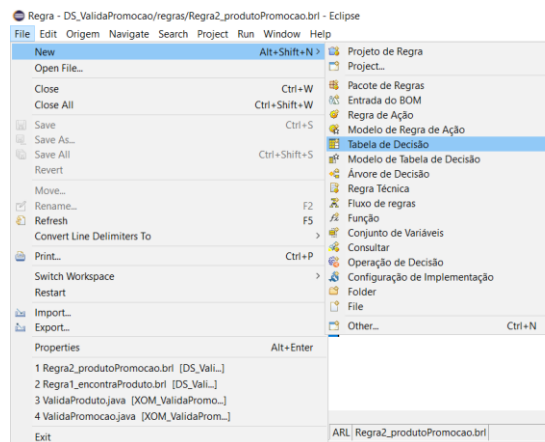 Regra - DS_ValidaPromocao/regras/Regra2_produtoPromocao.brl - Eclipse
File Edit Origem Navigate Search Project Run Window Help
New Alt+Shift+N >
Open File...
Close Ctrl+W
Close All Ctrl+Shift+W
Save Ctrl+S
Save As...
Save All Ctrl+Shift+S
Revert
Move...
Rename... F2
Refresh F5
Convert Line Delimiters To >
Print... Ctrl+P
Switch Workspace >
Restart
Import...
Export...
Properties Alt+Enter
1 Regra2_produtoPromocao.brl [DS_Vali...]
2 Regra1_encontraProduto.brl [DS_Vali...]
3 ValidaProduto.java [XOM_ValidaPromo...]
4 ValidaPromocao.java [XOM_ValidaProm...]
Exit
Projeto de Regra
Project...
Pacote de Regras
Entrada do BOM
Regra de Ação
Modelo de Regra de Ação
Tabela de Decisão
Modelo de Tabela de Decisão
Árvore de Decisão
Regra Técnica
Fluxo de regras
Função
Conjunto de Variáveis
Consultar
Operação de Decisão
Configuração de Implementação
Folder
File
Other... Ctrl+N
ARL Regra2_produtoPromocao.brl